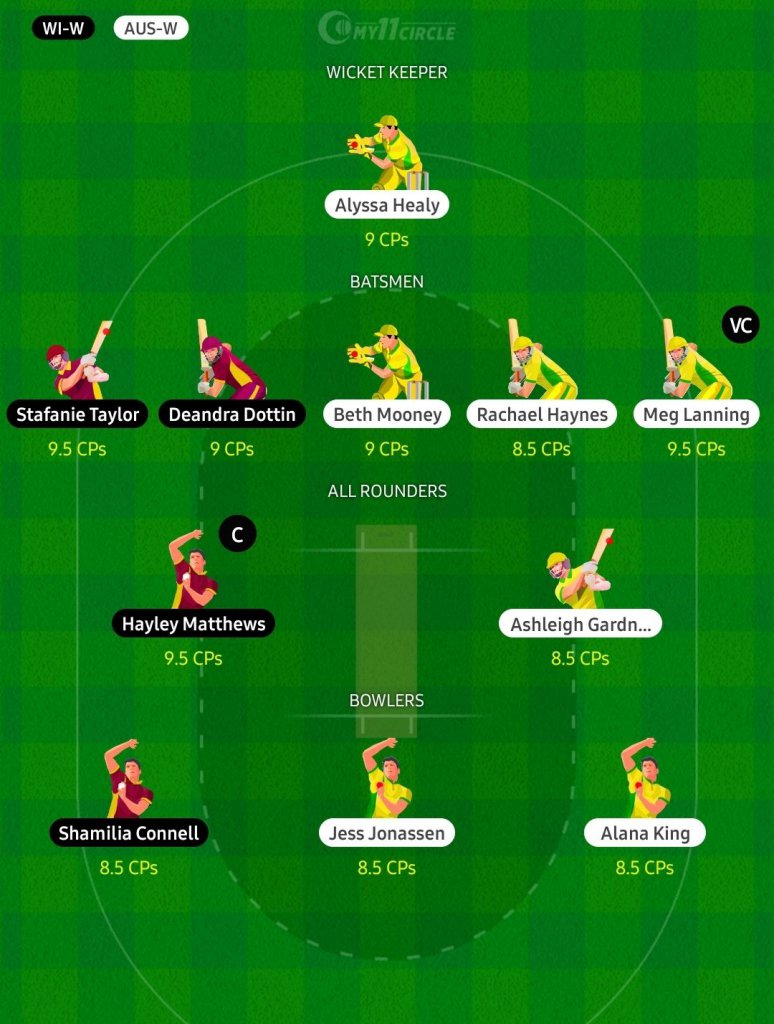 WI-W AUS-W MY11CIRCLE
WICKET KEEPER
Alyssa Healy
9 CPs
BATSMEN
VC
Stafanie Taylor Deandra Dottin Beth Mooney Rachael Haynes Meg Lanning
9.5 CPs 9 CPs 9 CPs 8.5 CPs 9.5 CPs
ALL ROUNDERS
C
Hayley Matthews Ashleigh Gardn...
9.5 CPs 8.5 CPs
BOWLERS
Shamilia Connell Jess Jonassen Alana King
8.5 CPs 8.5 CPs 8.5 CPs